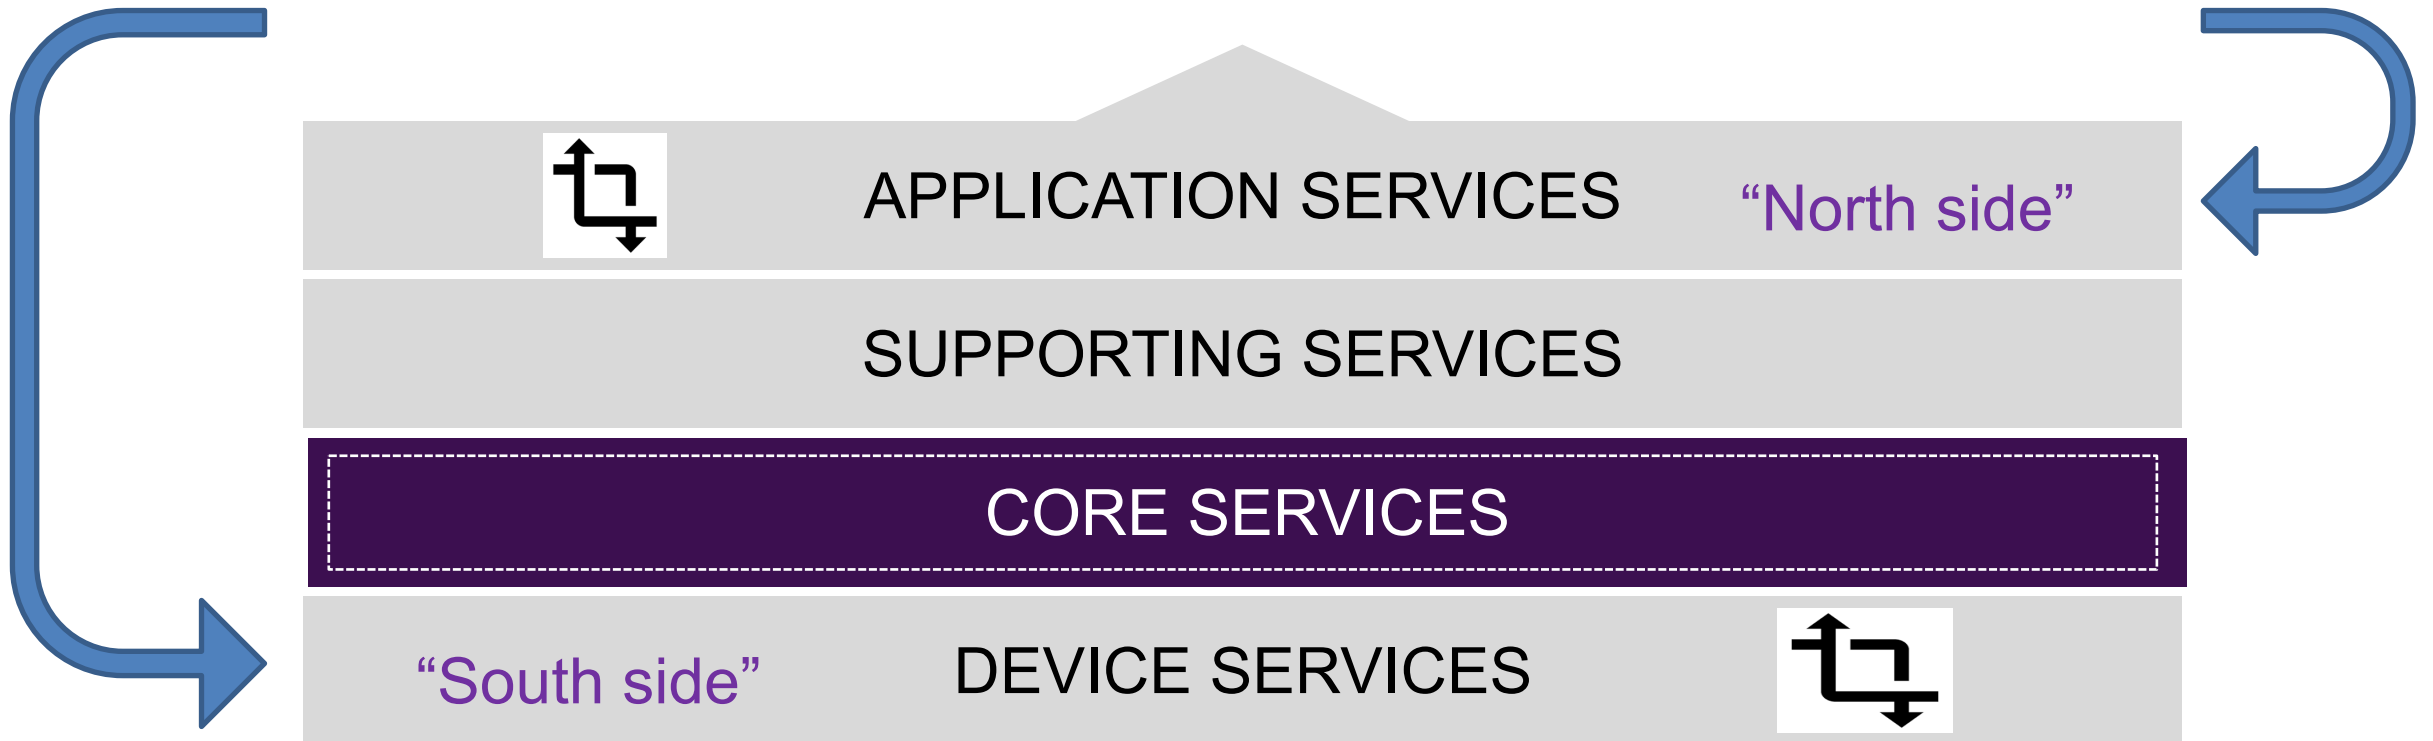 APPLICATION SERVICES
“North side”
SUPPORTING SERVICES
CORE SERVICES
“South side”
DEVICE SERVICES